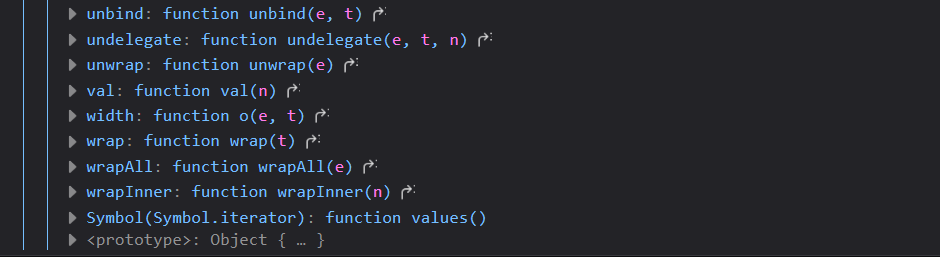 unbind: function unbind(e, t)
undelegate: function undelegate(e, t, n)
unwrap: function unwrap(e)
val: function val(n)
width: function o(e, t)
wrap: function wrap(t)
wrapAll: function wrapAll(e)
wrapInner: function wrapInner(n)
Symbol(Symbol.iterator): function values()
<prototype>: Object { … }